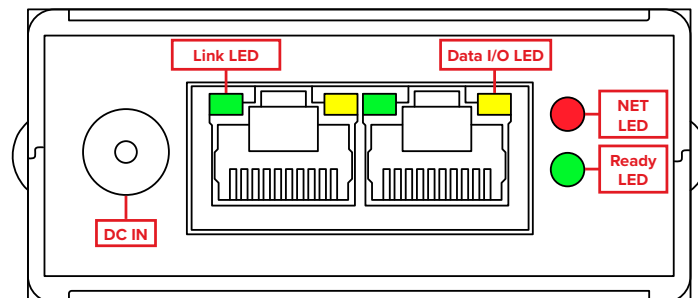 Link LED
Data I/O LED
NET
LED
Ready
LED
DC IN